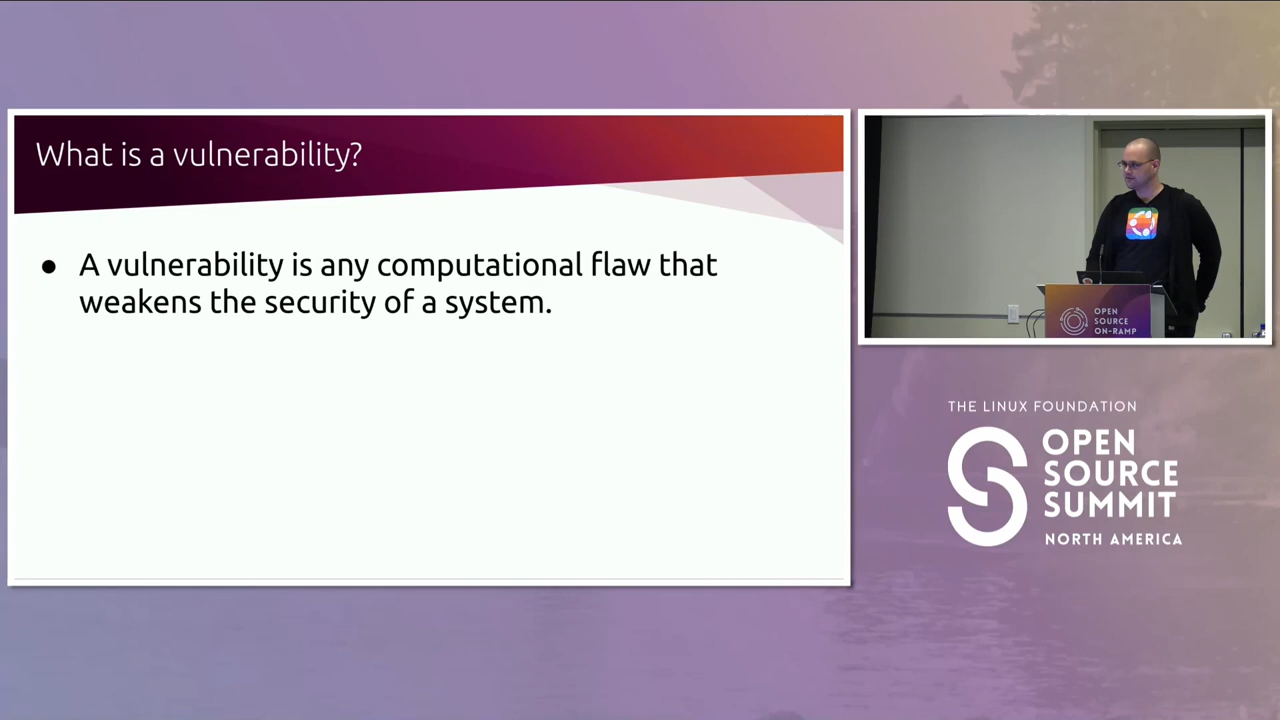 What is a vulnerability?
● A vulnerability is any computational flaw that
weakens the security of a system.
OPEN
SOURCE
ON-RAMP
THE LINUX FOUNDATION
OPEN
SOURCE
SUMMIT
NORTH AMERICA